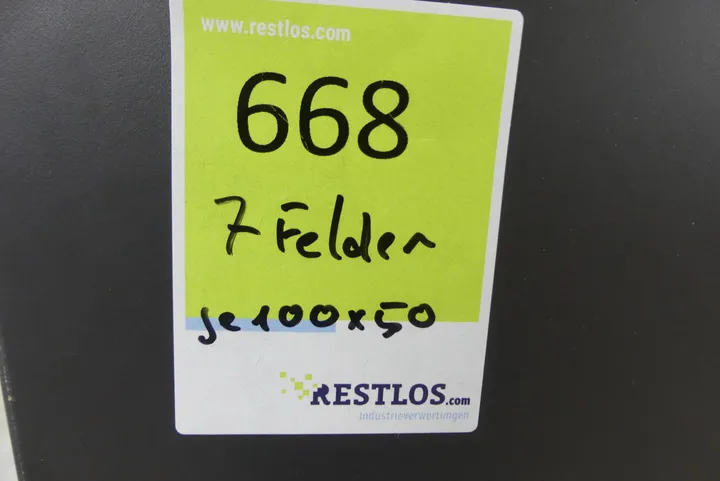 www.restlos.com
668
7 Felder
je 100x50
RESTLOS.com
Industrieverwertungen